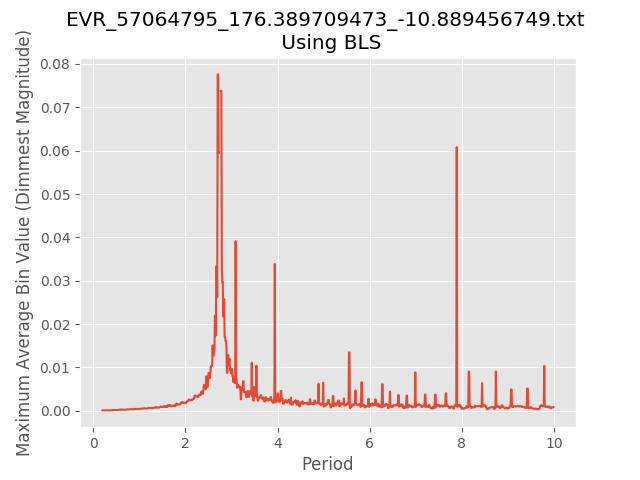 EVR_57064795_176.389709473_-10.889456749.txt
Using BLS
Maximum Average Bin Value (Dimmest Magnitude)
0.08
0.07
0.06
0.05
0.04
0.03
0.02
0.01
0.00
0 2 4 6 8 10
Period